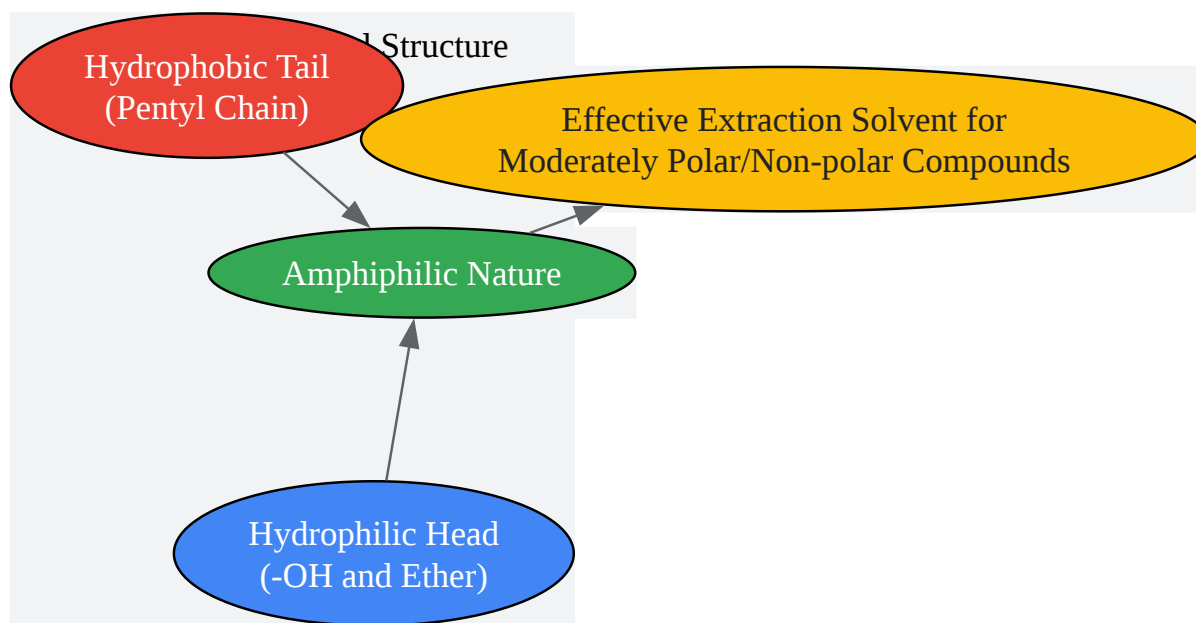 Structure
Hydrophobic Tail
(Pentyl Chain)
Effective Extraction Solvent for
Moderately Polar/Non-polar Compounds
Amphiphilic Nature
Hydrophilic Head
(-OH and Ether)